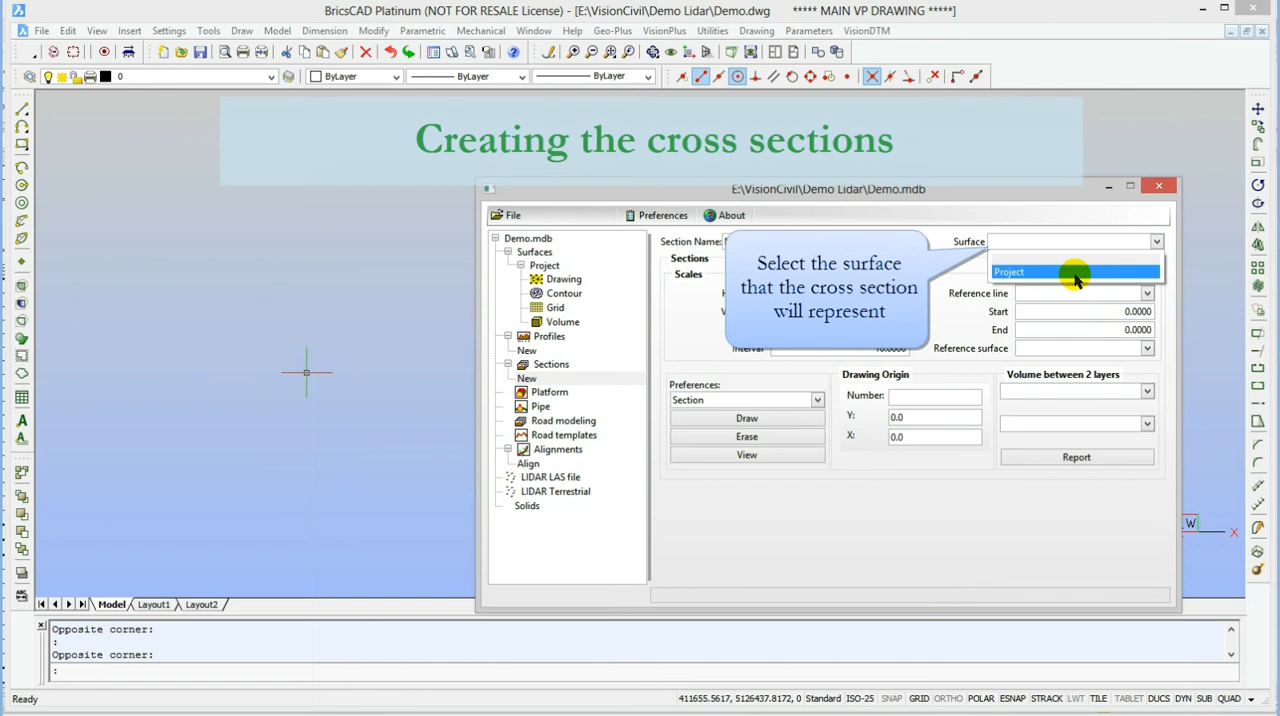 BricsCAD Platinum (NOT FOR RESALE License) - [E:\VisionCivil\Demo Lidar\Demo.dwg ***** MAIN VP DRAWING *****]
File Edit View Insert Settings Tools Draw Model Dimension Modify Parametric Mechanical Window Help Geo-Plus VisionPlus Utilities Drawing Parameters VisionDTM
0 ByLayer ByLayer ByLayer
Creating the cross sections
E:\VisionCivil\Demo Lidar\Demo.mdb
File Preferences About
Demo.mdb
Surfaces
Project
Drawing
Contour
Grid
Volume
Profiles
New
Sections
New
Platform
Pipe
Road modeling
Road templates
Alignments
Align
LIDAR LAS file
LIDAR Terrestrial
Solids
Section Name:
Surface
Sections
Scales
Select the surface
that the cross section
will represent
Project
Reference line
Start 0.0000
End 0.0000
Reference surface
Preferences:
Section
Draw
Erase
View
Drawing Origin
Number:
Y: 0.0
X: 0.0
Volume between 2 layers
Report
W X
Model Layout1 Layout2
Opposite corner:
:
Opposite corner:
:
Ready 411655.5617, 5126437.8172, 0 Standard ISO-25 SNAP GRID ORTHO POLAR ESNAP STRACK LWT TILE TABLET DUCS DYN SUB QUAD